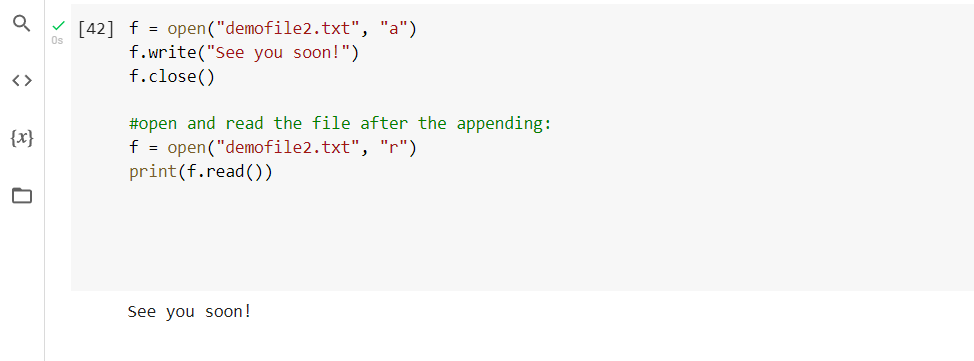 [42] f = open("demofile2.txt", "a")
0s
f.write("See you soon!")
f.close()
#open and read the file after the appending:
f = open("demofile2.txt", "r")
print(f.read())
{x}
See you soon!